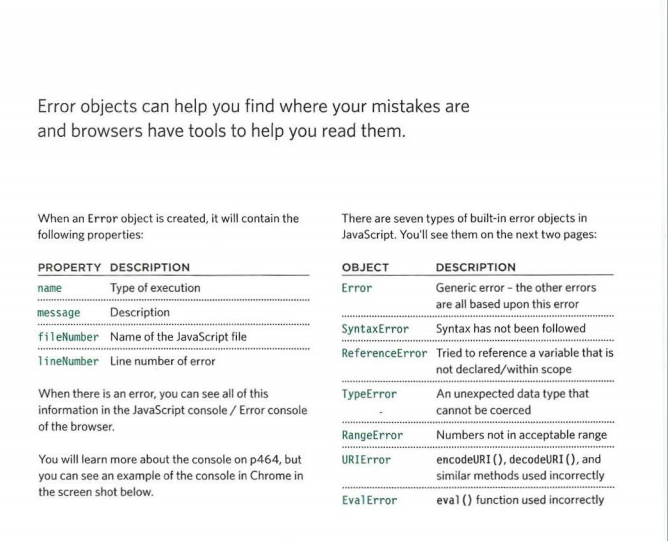 Error objects can help you find where your mistakes are
and browsers have tools to help you read them.
When an Error object is created, it will contain the
following properties:
PROPERTY DESCRIPTION
name Type of execution
message Description
fileNumber Name of the JavaScript file
lineNumber Line number of error
When there is an error, you can see all of this
information in the JavaScript console / Error console
of the browser.
You will learn more about the console on p464, but
you can see an example of the console in Chrome in
the screen shot below.
There are seven types of built-in error objects in
JavaScript. You'll see them on the next two pages:
OBJECT DESCRIPTION
Error Generic error – the other errors
are all based upon this error
SyntaxError Syntax has not been followed
ReferenceError Tried to reference a variable that is
not declared/within scope
TypeError An unexpected data type that
cannot be coerced
RangeError Numbers not in acceptable range
URIError encodeURI(), decodeURI(), and
similar methods used incorrectly
EvalError eval() function used incorrectly